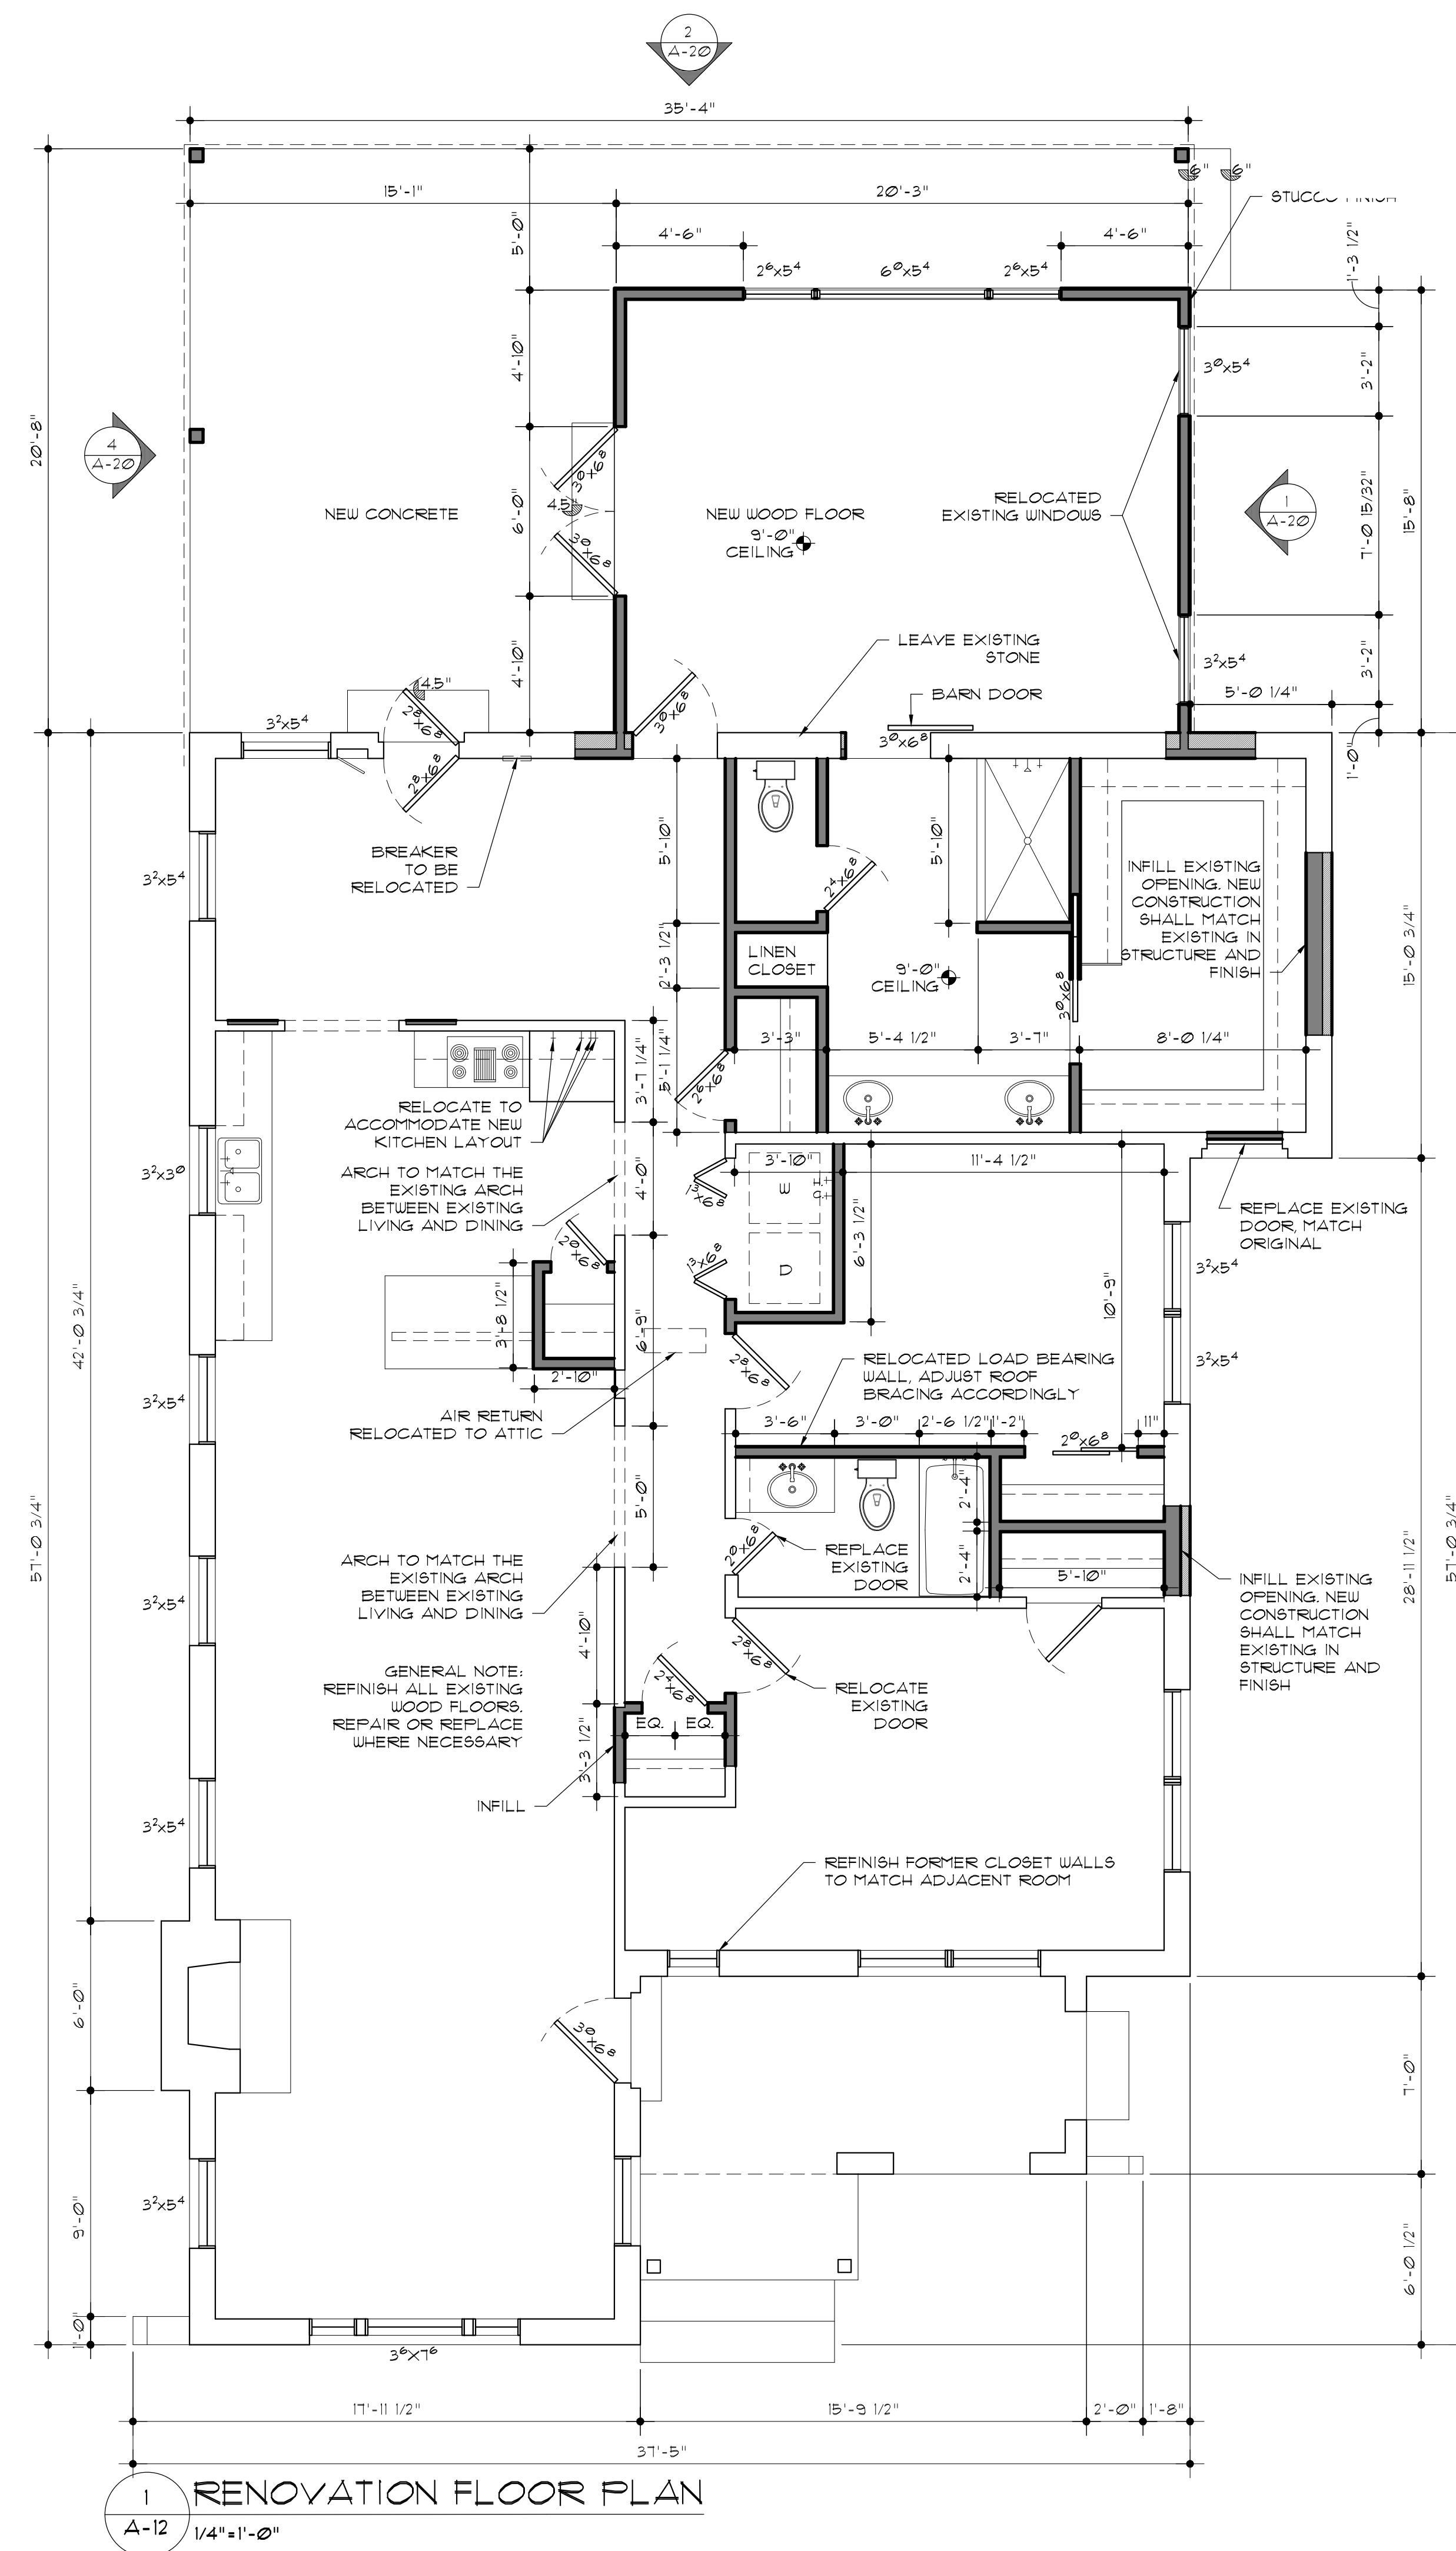 2
A-20
35'-4"
15'-1"
20'-3"
6"
6"
5'-0"
4'-6"
4'-6"
2⁶x5⁴
6⁰x5⁴
2⁶x5⁴
1'-3 1/2"
4'-10"
3⁰x5⁴
3'-2"
20'-8"
4
A-20
NEW CONCRETE
6'-0"
3⁰x6⁸
4.5"
3⁰x6⁸
NEW WOOD FLOOR
9'-0"
CEILING
RELOCATED
EXISTING WINDOWS
1
A-20
7'-0 15/32"
15'-8"
4'-10"
LEAVE EXISTING
STONE
3²x5⁴
3'-2"
4.5"
2⁸x6⁸
3⁰x6⁸
BARN DOOR
3⁰x6⁸
5'-0 1/4"
3²x5⁴
2⁸x6⁸
1'-0"
BREAKER
TO BE
RELOCATED
3²x5⁴
5'-10"
5'-10"
2⁴x6⁸
INFILL EXISTING
OPENING. NEW
CONSTRUCTION
SHALL MATCH
EXISTING IN
STRUCTURE AND
FINISH
15'-0 3/4"
2'-3 1/2"
LINEN
CLOSET
9'-0"
CEILING
3⁰x6⁸
3'-3"
5'-4 1/2"
3'-7"
8'-0 1/4"
3'-7 1/4"
5'-1 1/4"
2⁶x6⁸
RELOCATE TO
ACCOMMODATE NEW
KITCHEN LAYOUT
3²x3⁰
ARCH TO MATCH THE
EXISTING ARCH
BETWEEN EXISTING
LIVING AND DINING
4'-0"
1³x6⁸
3'-10"
11'-4 1/2"
W
H.
C.
6'-3 1/2"
REPLACE EXISTING
DOOR, MATCH
ORIGINAL
2⁰x6⁸
1³x6⁸
D
3²x5⁴
42'-0 3/4"
3'-8 1/2"
6'-9"
10'-9"
2'-10"
2⁸x6⁸
RELOCATED LOAD BEARING
WALL, ADJUST ROOF
BRACING ACCORDINGLY
3²x5⁴
3²x5⁴
AIR RETURN
RELOCATED TO ATTIC
3'-6"
3'-0"
2'-6 1/2"
1'-2"
11"
2⁰x6⁸
57'-0 3/4"
5'-0"
2'-4"
57'-0 3/4"
ARCH TO MATCH THE
EXISTING ARCH
BETWEEN EXISTING
LIVING AND DINING
3²x5⁴
2⁰x6⁸
REPLACE
EXISTING
DOOR
2'-4"
5'-10"
28'-11 1/2"
INFILL EXISTING
OPENING. NEW
CONSTRUCTION
SHALL MATCH
EXISTING IN
STRUCTURE AND
FINISH
4'-10"
2⁸x6⁸
GENERAL NOTE:
REFINISH ALL EXISTING
WOOD FLOORS.
REPAIR OR REPLACE
WHERE NECESSARY
2⁴x6⁸
RELOCATE
EXISTING
DOOR
EQ.
EQ.
3'-3 1/2"
INFILL
3²x5⁴
REFINISH FORMER CLOSET WALLS
TO MATCH ADJACENT ROOM
6'-0"
3⁰x6⁸
7'-0"
3²x5⁴
9'-0"
6'-0 1/2"
1'-0"
3⁶x7⁶
17'-11 1/2"
15'-9 1/2"
2'-0"
1'-8"
37'-5"
1
A-12
RENOVATION FLOOR PLAN
1/4"=1'-0"